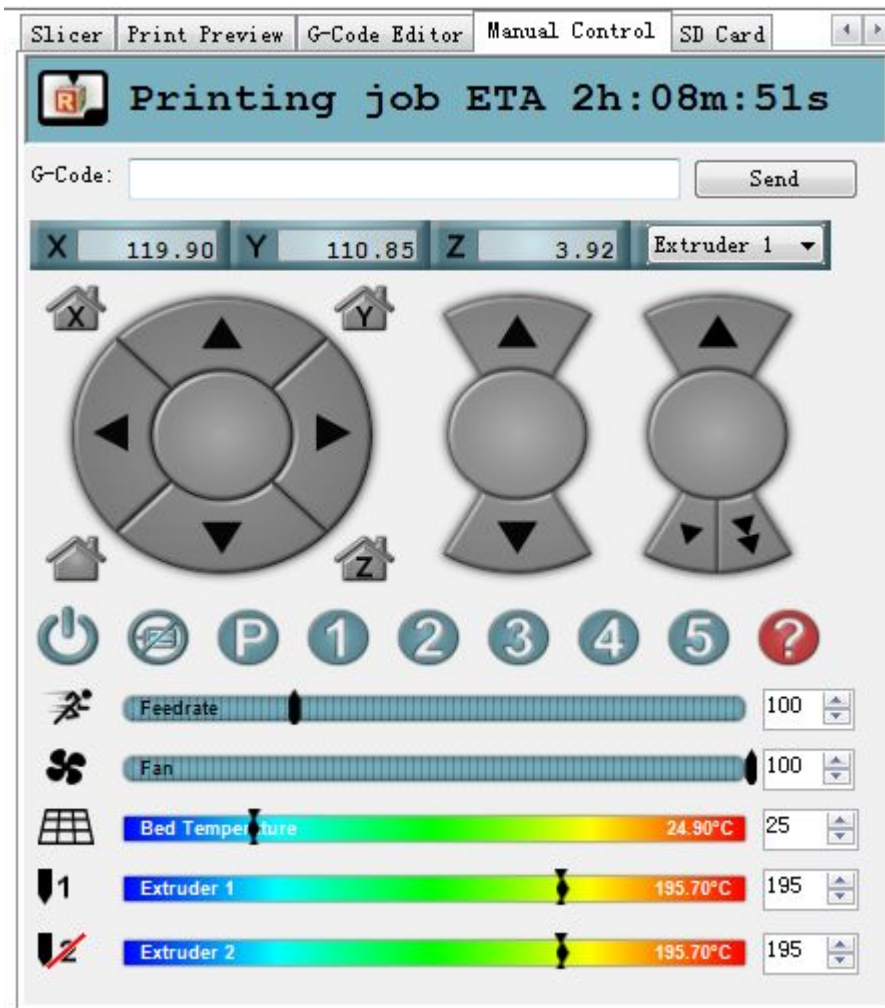 Slicer Print Preview G-Code Editor Manual Control SD Card
R Printing job ETA 2h:08m:51s
G-Code: Send
X 119.90 Y 110.85 Z 3.92 Extruder 1
X Y
Z
P 1 2 3 4 5 ?
Feedrate 100
Fan 100
Bed Temperature 24.90°C 25
1 Extruder 1 195.70°C 195
2 Extruder 2 195.70°C 195